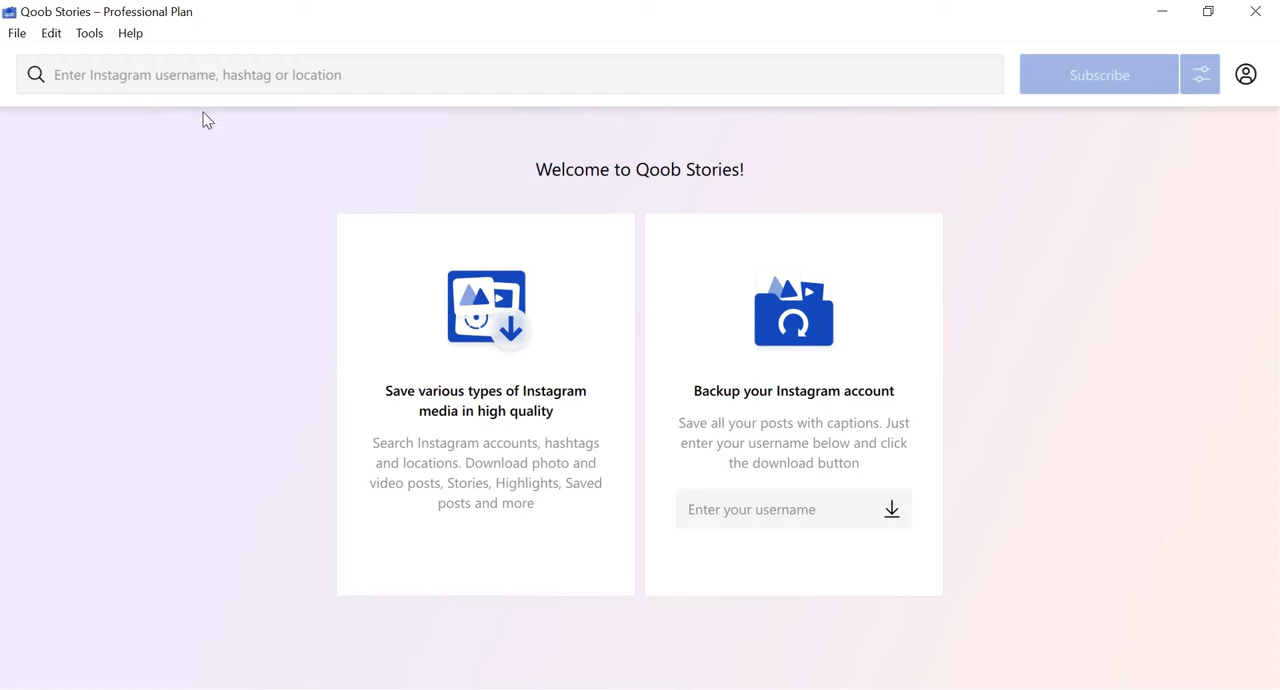 Qoob Stories – Professional Plan
File Edit Tools Help
Enter Instagram username, hashtag or location
Subscribe
Welcome to Qoob Stories!
Save various types of Instagram
media in high quality
Search Instagram accounts, hashtags
and locations. Download photo and
video posts, Stories, Highlights, Saved
posts and more
Backup your Instagram account
Save all your posts with captions. Just
enter your username below and click
the download button
Enter your username